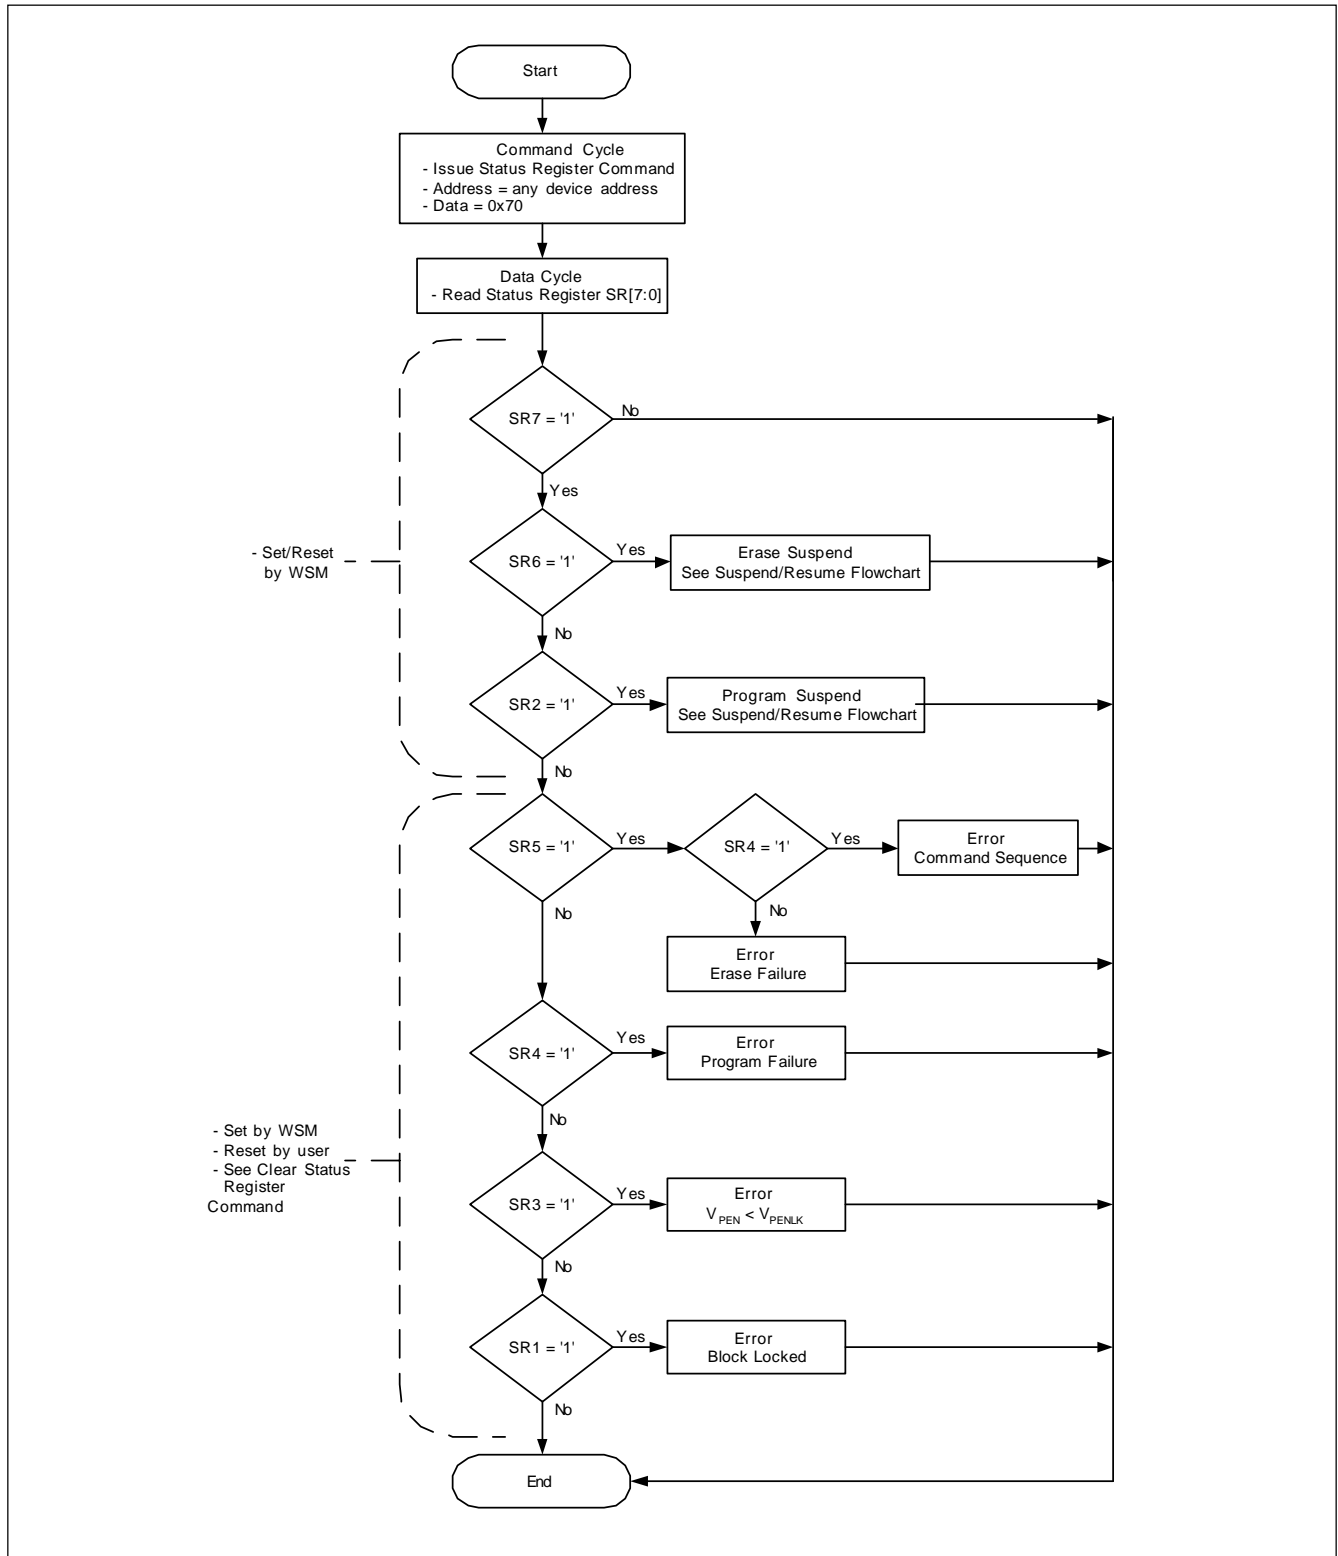 Start
Command Cycle
- Issue Status Register Command
- Address = any device address
- Data = 0x70
Data Cycle
- Read Status Register SR[7:0]
SR7 = '1'
No
Yes
- Set/Reset
by WSM
SR6 = '1'
Yes
Erase Suspend
See Suspend/Resume Flowchart
No
SR2 = '1'
Yes
Program Suspend
See Suspend/Resume Flowchart
No
SR5 = '1'
Yes
SR4 = '1'
Yes
Error
Command Sequence
No
No
Error
Erase Failure
SR4 = '1'
Yes
Error
Program Failure
No
- Set by WSM
- Reset by user
- See Clear Status
Register
Command
SR3 = '1'
Yes
Error
V PEN < V PENLK
No
SR1 = '1'
Yes
Error
Block Locked
No
End